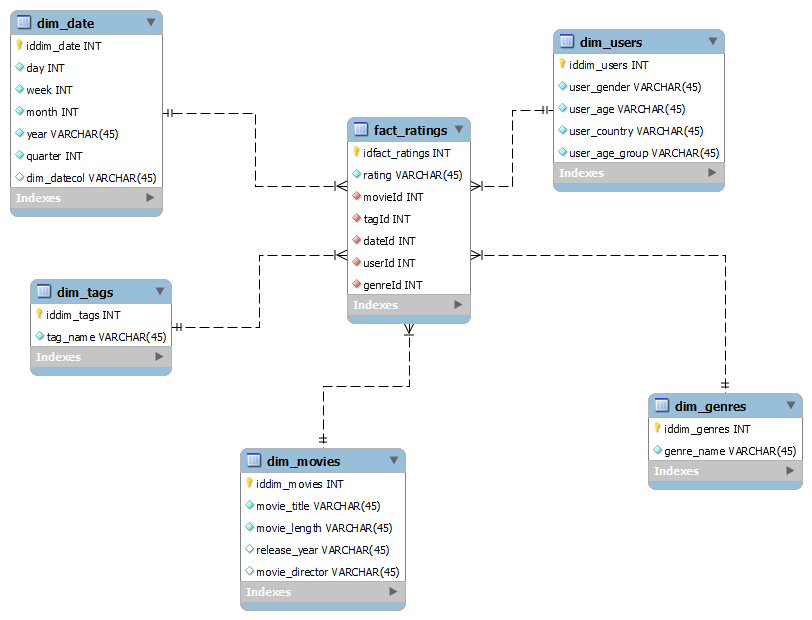 dim_date
iddim_date INT
day INT
week INT
month INT
year VARCHAR(45)
quarter INT
dim_datecol VARCHAR(45)
Indexes
dim_users
iddim_users INT
user_gender VARCHAR(45)
user_age VARCHAR(45)
user_country VARCHAR(45)
user_age_group VARCHAR(45)
Indexes
fact_ratings
idfact_ratings INT
rating VARCHAR(45)
movieId INT
tagId INT
dateId INT
userId INT
genreId INT
Indexes
dim_tags
iddim_tags INT
tag_name VARCHAR(45)
Indexes
dim_movies
iddim_movies INT
movie_title VARCHAR(45)
movie_length VARCHAR(45)
release_year VARCHAR(45)
movie_director VARCHAR(45)
Indexes
dim_genres
iddim_genres INT
genre_name VARCHAR(45)
Indexes